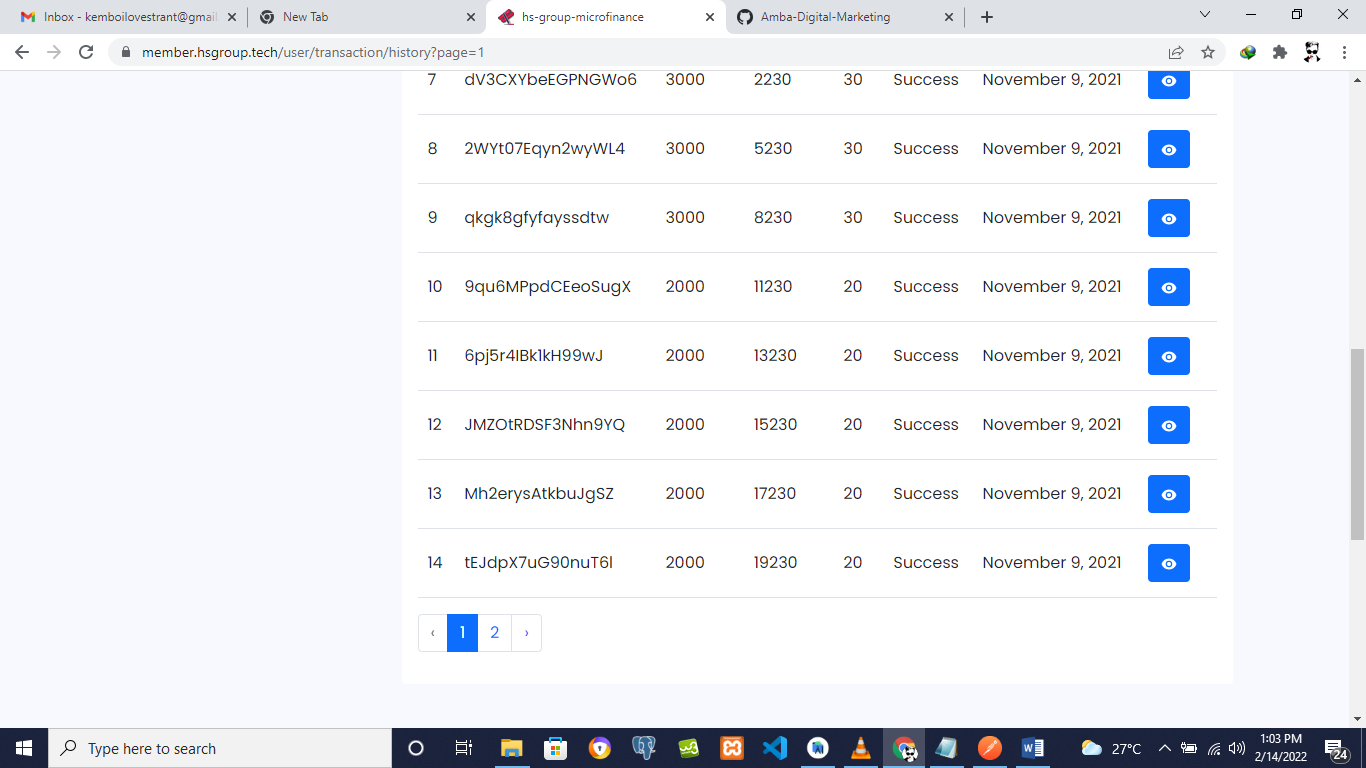 Inbox - kemboilovestrant@gmai
New Tab
hs-group-microfinance
Amba-Digital-Marketing
member.hsgroup.tech/user/transaction/history?page=1
7 dV3CXYbeEGPNGWo6 3000 2230 30 Success November 9, 2021
8 2WYt07Eqyn2wyWL4 3000 5230 30 Success November 9, 2021
9 qkgk8gfyfayssdtw 3000 8230 30 Success November 9, 2021
10 9qu6MPpdCEeoSugX 2000 11230 20 Success November 9, 2021
11 6pj5r4IBk1kH99wJ 2000 13230 20 Success November 9, 2021
12 JMZOtRDSF3Nhn9YQ 2000 15230 20 Success November 9, 2021
13 Mh2erysAtkbuJgSZ 2000 17230 20 Success November 9, 2021
14 tEJdpX7uG90nuT6l 2000 19230 20 Success November 9, 2021
‹ 1 2 ›
Type here to search
27°C
1:03 PM
2/14/2022
24